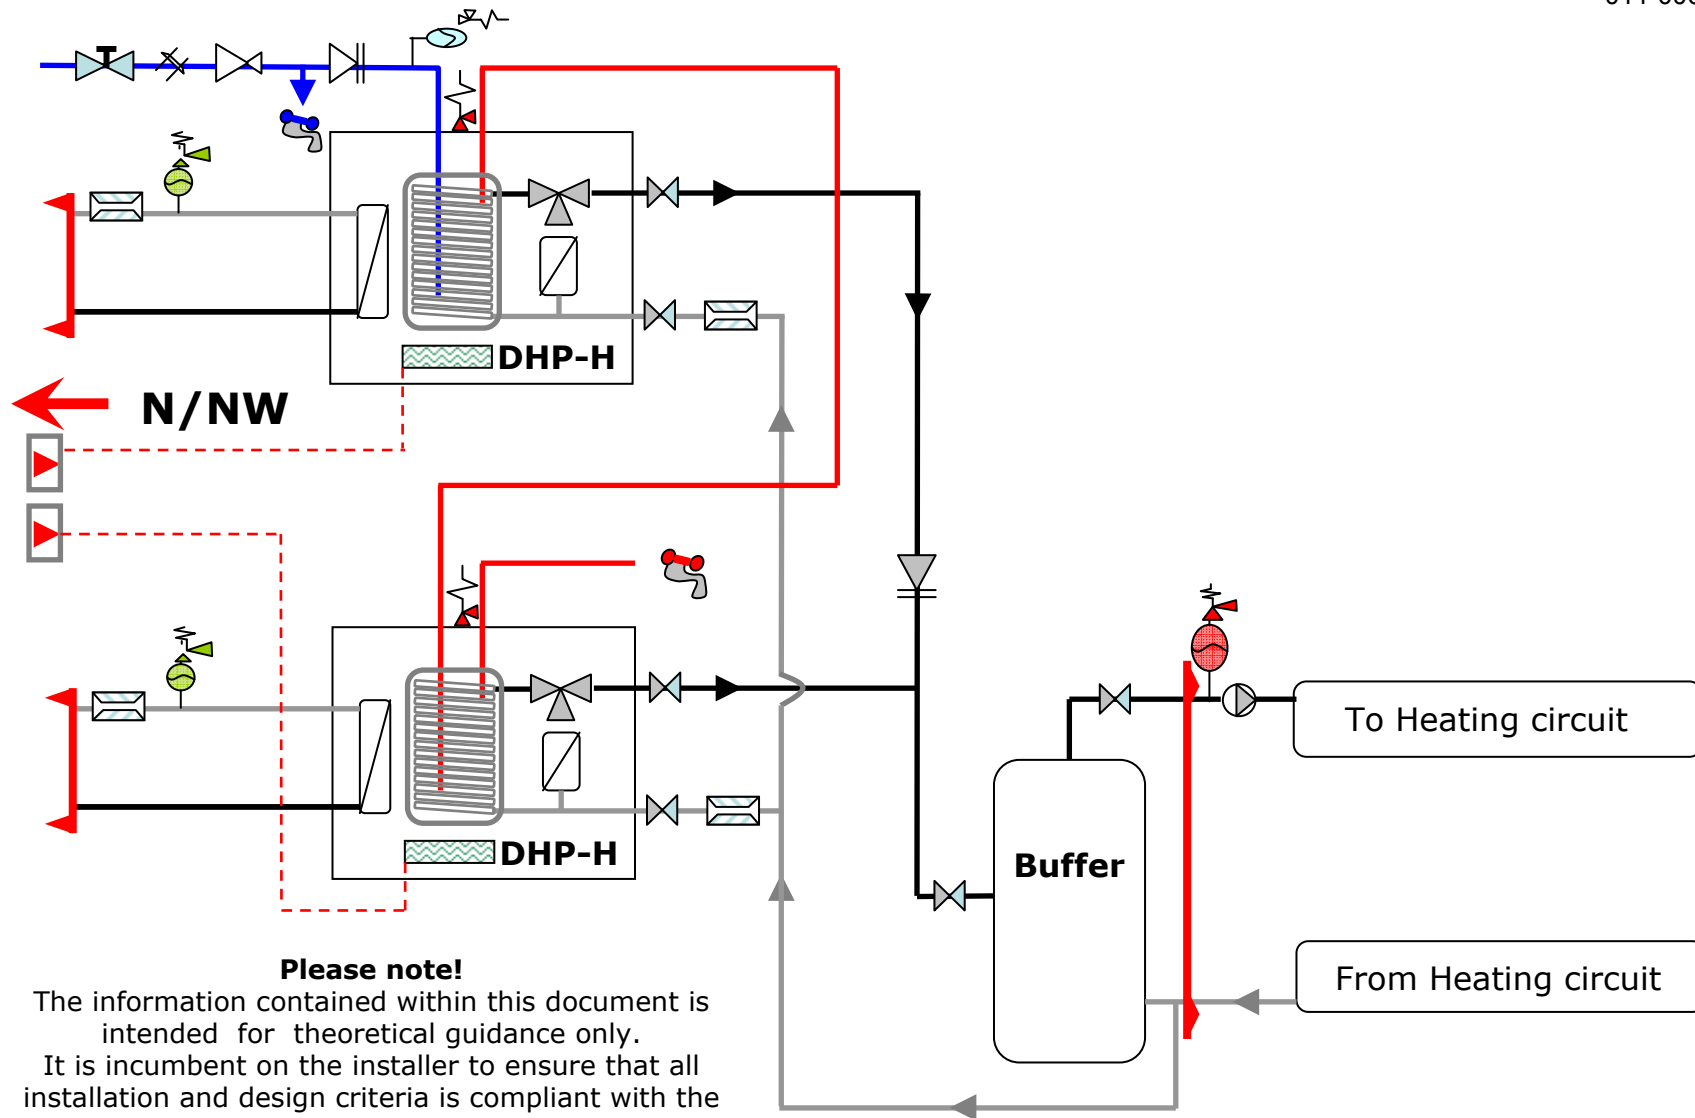 DHP-H
N/NW
To Heating circuit
DHP-H
Buffer
From Heating circuit
Please note!
The information contained within this document is
intended for theoretical guidance only.
It is incumbent on the installer to ensure that all
installation and design criteria is compliant with the